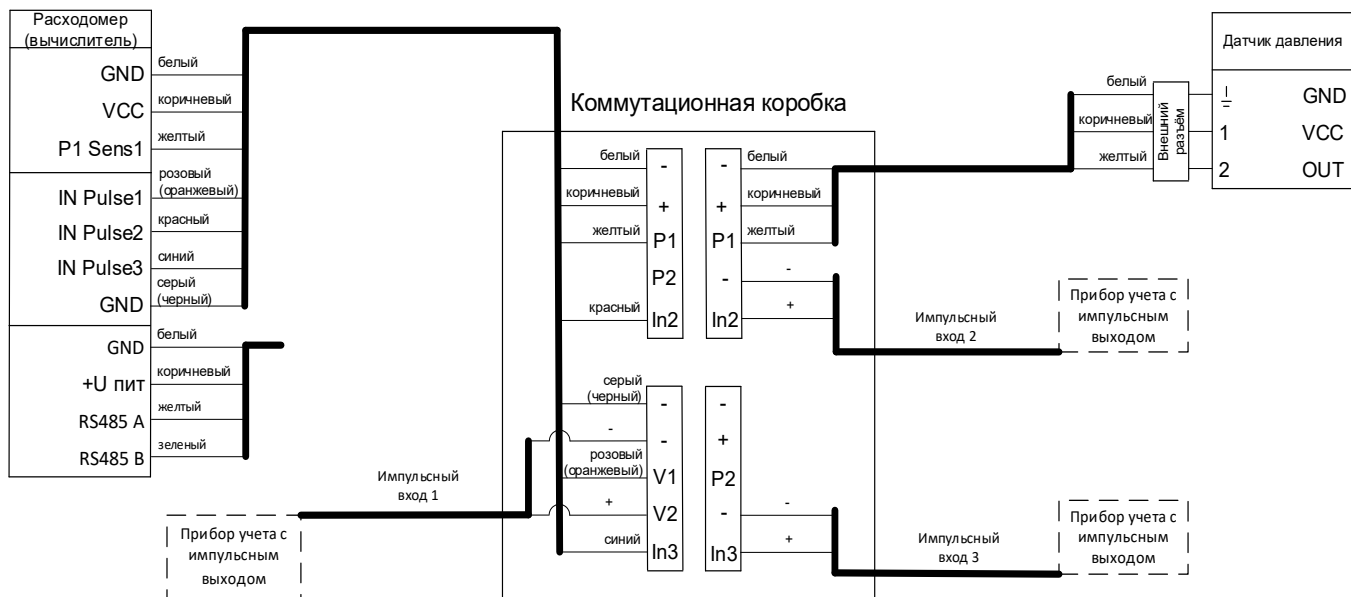 Расходомер
(вычислитель)
GND
белый
VCC
коричневый
P1 Sens1
желтый
IN Pulse1
розовый
(оранжевый)
IN Pulse2
красный
IN Pulse3
синий
GND
серый
(черный)
GND
белый
+U пит
коричневый
RS485 A
желтый
RS485 B
зеленый
Коммутационная коробка
белый
-
коричневый
+
желтый
P1
P2
красный
In2
-
белый
+
коричневый
P1
желтый
-
-
In2
+
серый
(черный)
-
-
-
розовый
(оранжевый)
V1
+
V2
синий
In3
-
+
P2
-
-
In3
+
Импульсный
вход 1
Прибор учета с
импульсным
выходом
Импульсный
вход 2
Прибор учета с
импульсным
выходом
Импульсный
вход 3
Прибор учета с
импульсным
выходом
Датчик давления
белый
коричневый
желтый
Внешний
разъём
GND
1
VCC
2
OUT